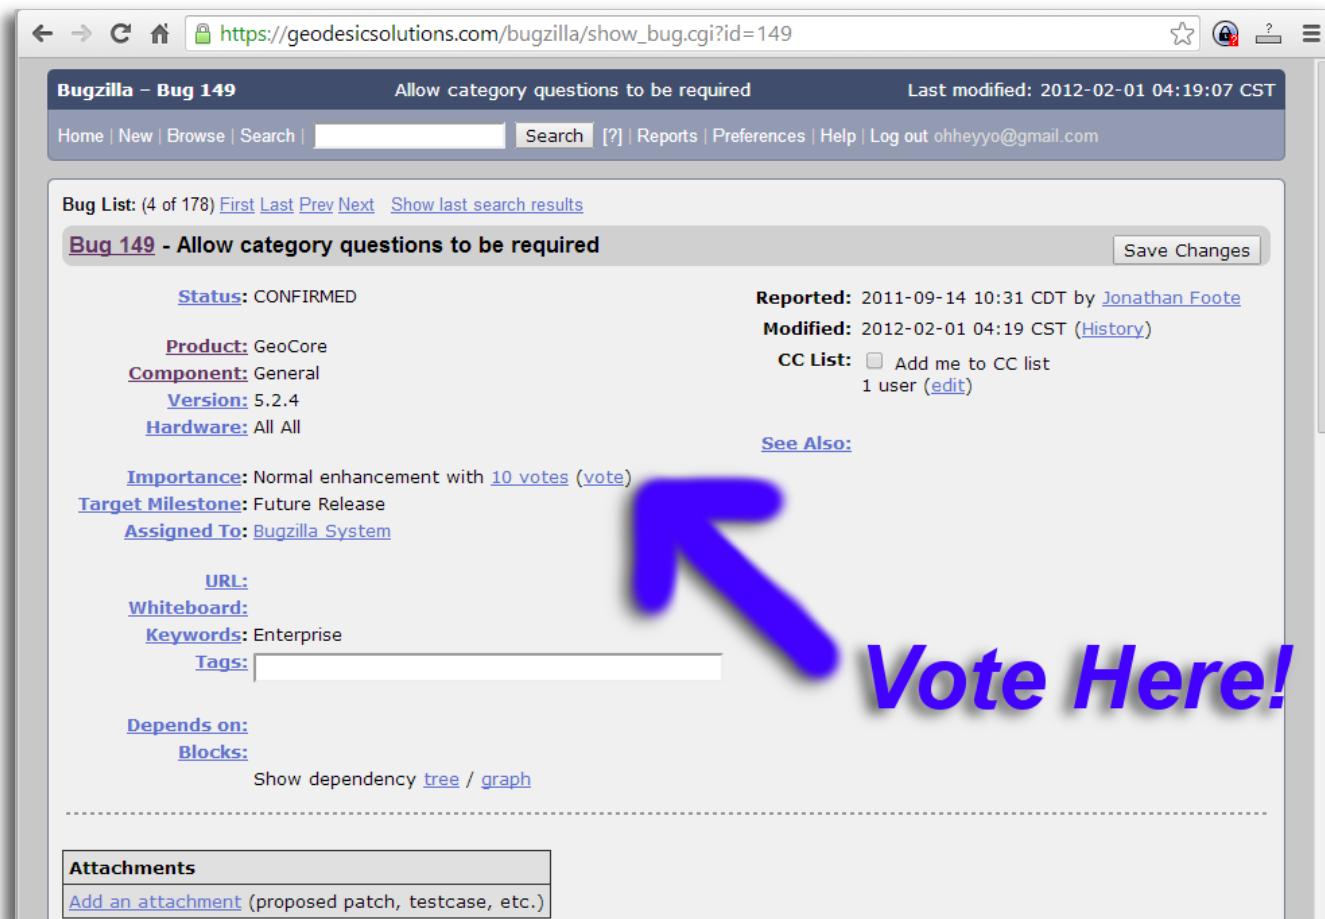 https://geodesicsolutions.com/bugzilla/show_bug.cgi?id=149
Bugzilla – Bug 149 Allow category questions to be required Last modified: 2012-02-01 04:19:07 CST
Home | New | Browse | Search | Search [?] | Reports | Preferences | Help | Log out ohheyyo@gmail.com
Bug List: (4 of 178) First Last Prev Next Show last search results
Bug 149 - Allow category questions to be required Save Changes
Status: CONFIRMED Reported: 2011-09-14 10:31 CDT by Jonathan Foote
Modified: 2012-02-01 04:19 CST (History)
Product: GeoCore
CC List: Add me to CC list
Component: General
1 user (edit)
Version: 5.2.4
Hardware: All All
See Also:
Importance: Normal enhancement with 10 votes (vote)
Target Milestone: Future Release
Assigned To: Bugzilla System
URL:
Whiteboard:
Keywords: Enterprise
Tags:
Vote Here!
Depends on:
Blocks:
Show dependency tree / graph
Attachments
Add an attachment (proposed patch, testcase, etc.)